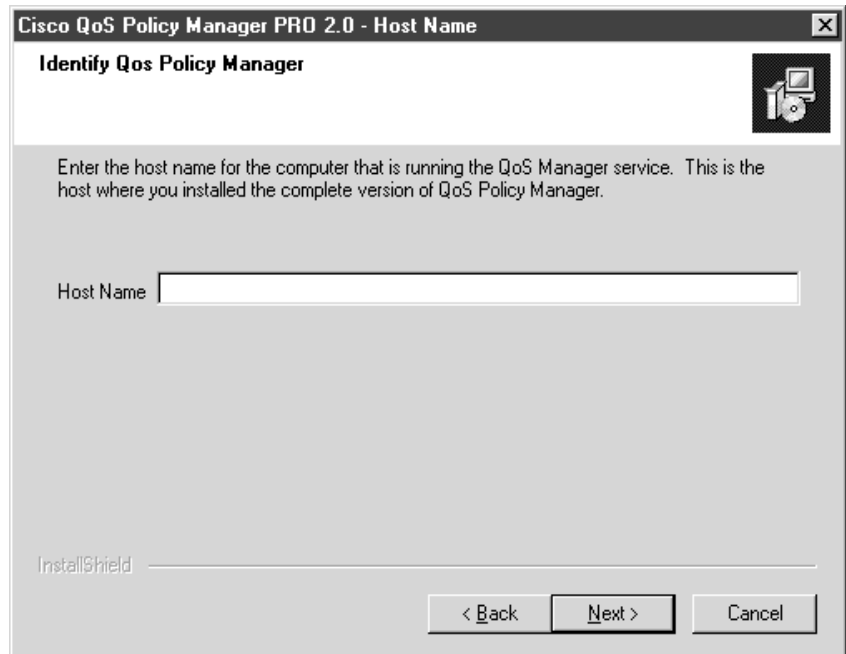 Cisco QoS Policy Manager PRO 2.0 - Host Name
Identify Qos Policy Manager
Enter the host name for the computer that is running the QoS Manager service. This is the
host where you installed the complete version of QoS Policy Manager.
Host Name
InstallShield
< Back Next > Cancel